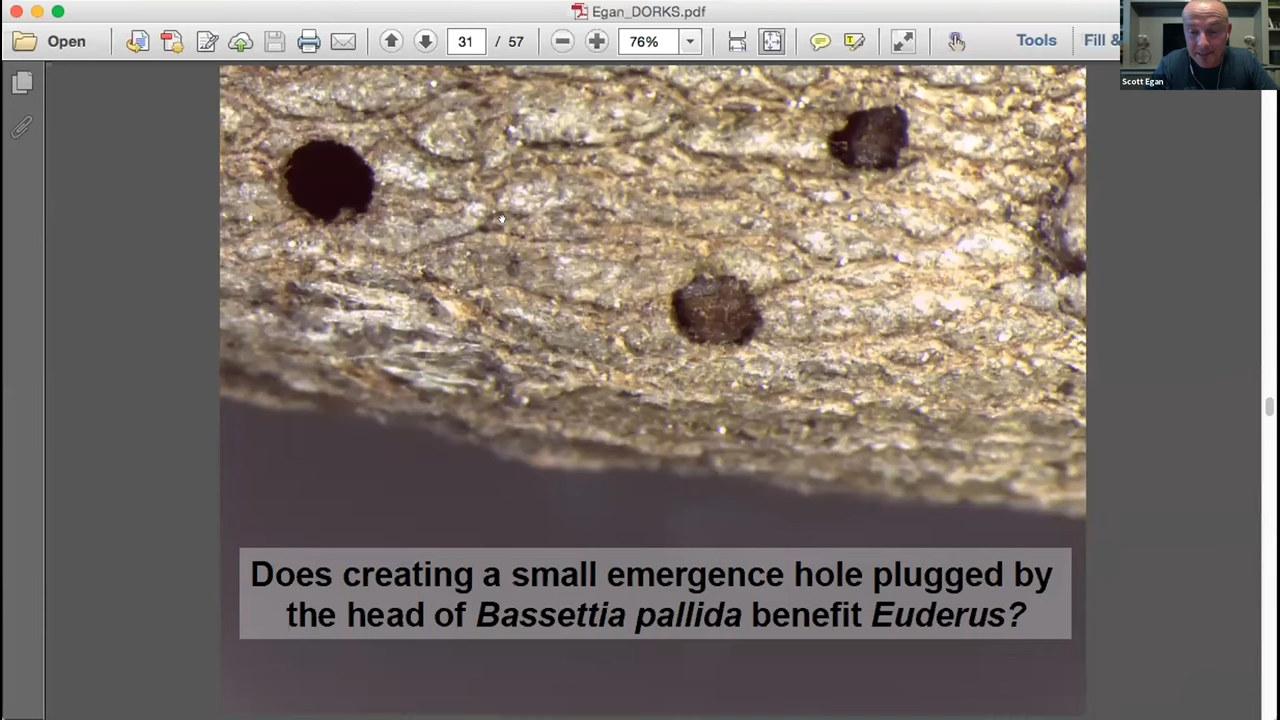 Egan_DORKS.pdf
Open
31 / 57
76%
Tools
Fill &
Scott Egan
Does creating a small emergence hole plugged by
the head of Bassettia pallida benefit Euderus?